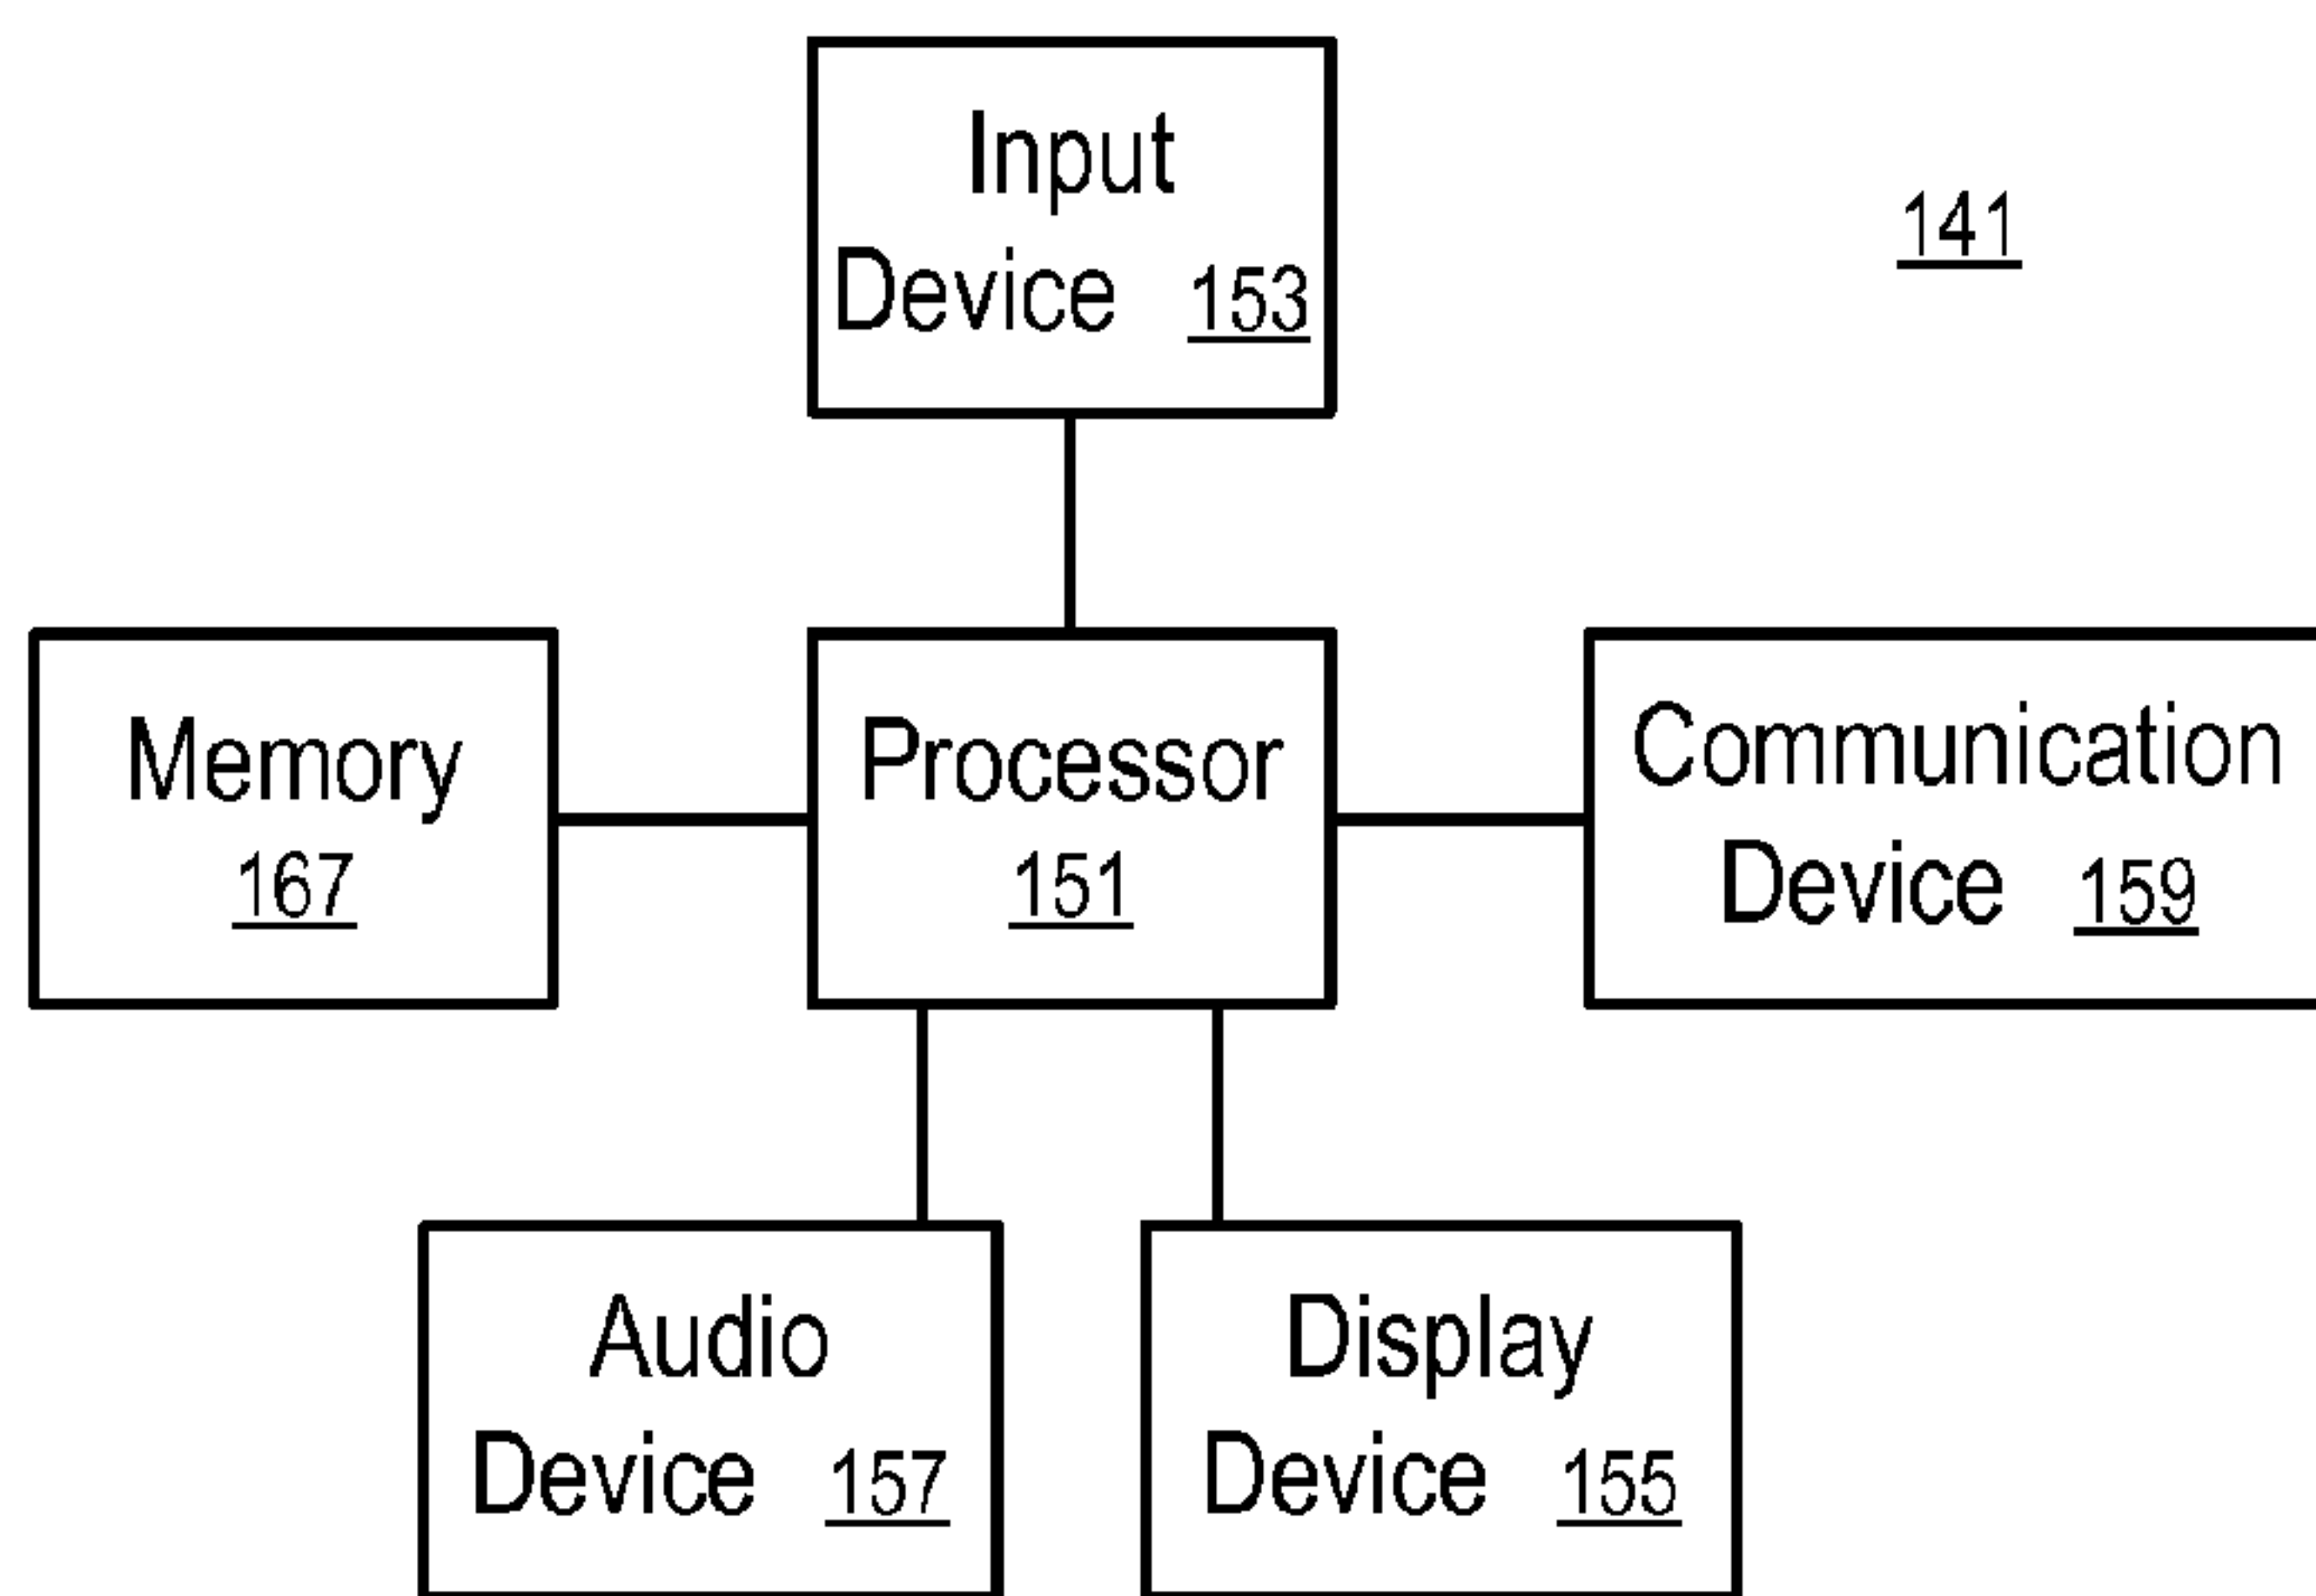 Input
Device 153
141
Memory
167
Processor
151
Communication
Device 159
Audio
Device 157
Display
Device 155